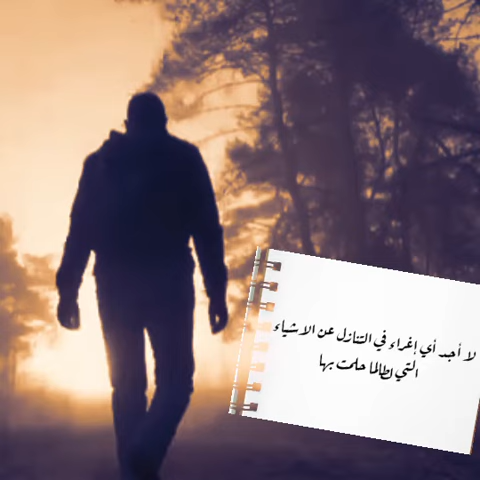 لا أجد أي إغراء في التنازل عن الاشياء
التي لطالما حلمت بها